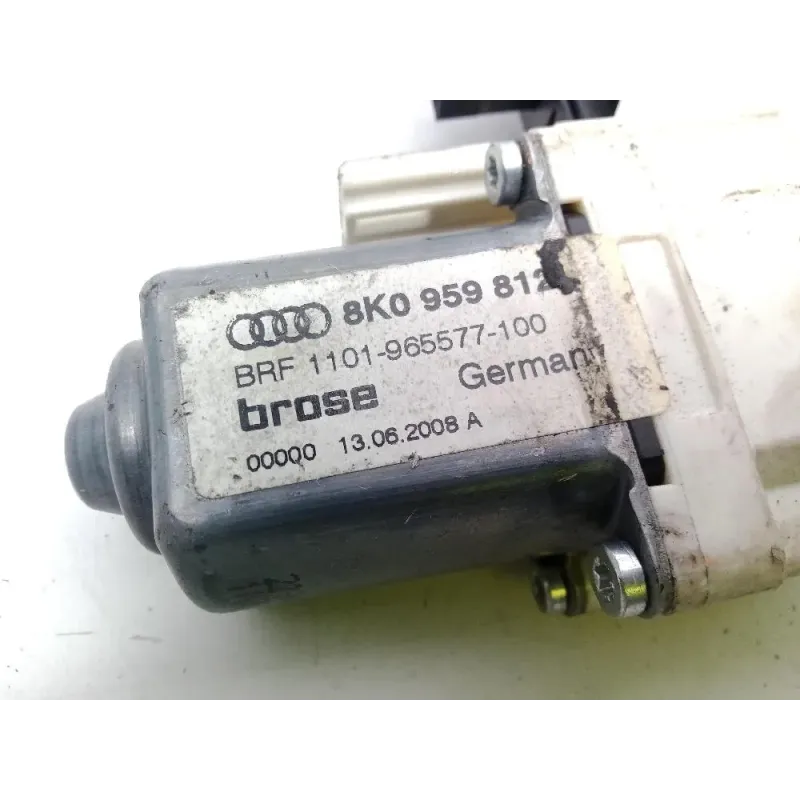 8K0 959 812
BRF 1101-965577-100
brose Germany
00000 13.06.2008 A